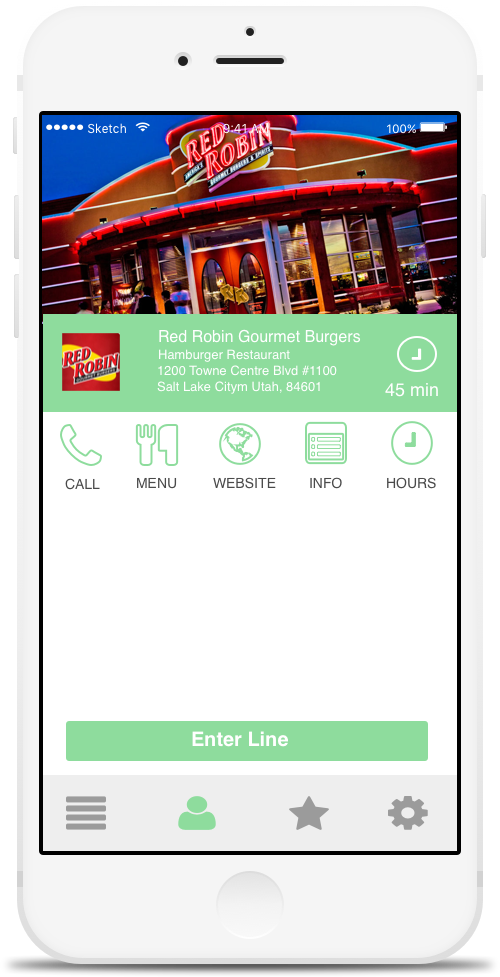 Sketch 9:41 AM 100%
RED ROBIN
AMERICA'S GOURMET BURGERS & SPIRITS
RED ROBIN
GOURMET BURGERS
Red Robin Gourmet Burgers
Hamburger Restaurant
1200 Towne Centre Blvd #1100
Salt Lake Citym Utah, 84601
45 min
CALL MENU WEBSITE INFO HOURS
Enter Line